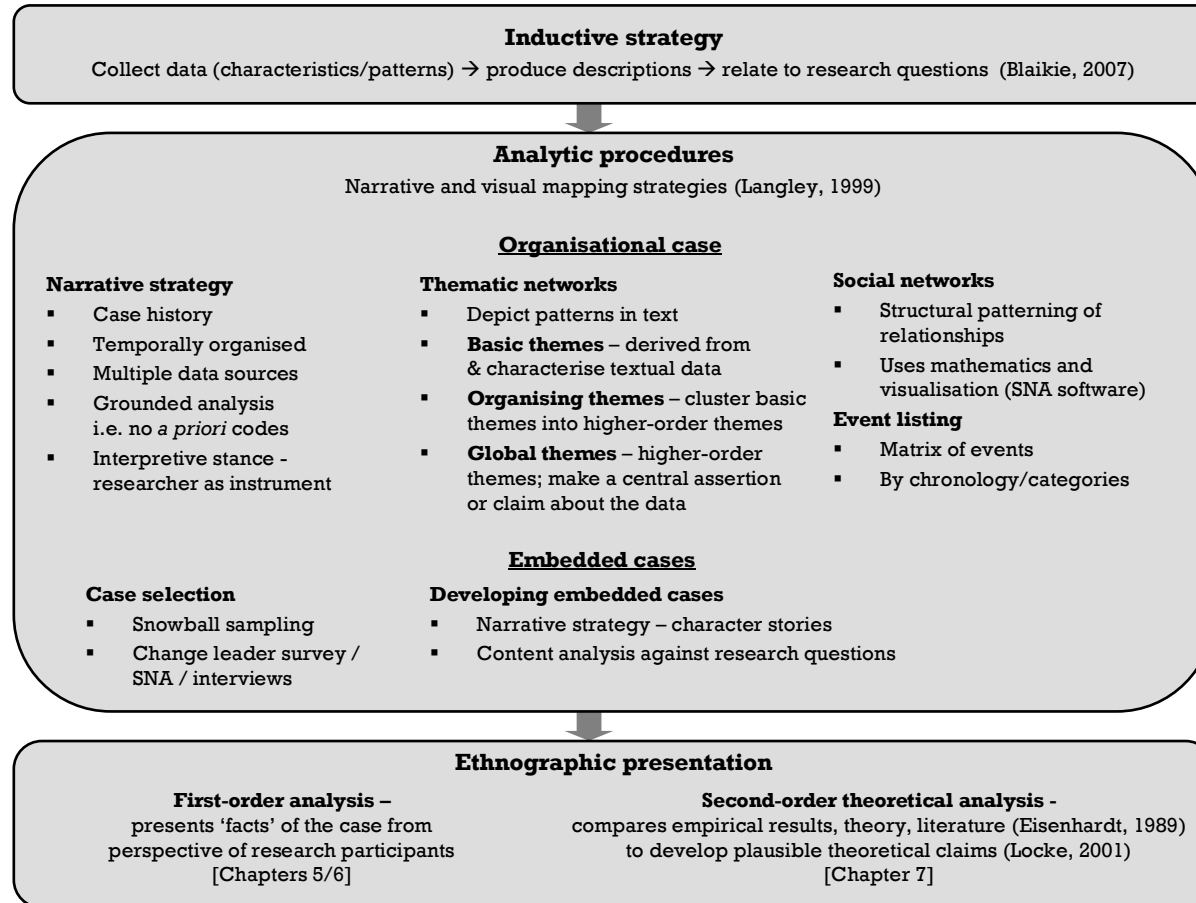 Inductive strategy
Collect data (characteristics/patterns) → produce descriptions → relate to research questions (Blaikie, 2007)
Analytic procedures
Narrative and visual mapping strategies (Langley, 1999)
Organisational case
Narrative strategy
▪ Case history
▪ Temporally organised
▪ Multiple data sources
▪ Grounded analysis
i.e. no a priori codes
▪ Interpretive stance -
researcher as instrument
Thematic networks
▪ Depict patterns in text
▪ Basic themes – derived from
& characterise textual data
▪ Organising themes – cluster basic
themes into higher-order themes
▪ Global themes – higher-order
themes; make a central assertion
or claim about the data
Social networks
▪ Structural patterning of
relationships
▪ Uses mathematics and
visualisation (SNA software)
Event listing
▪ Matrix of events
▪ By chronology/categories
Embedded cases
Case selection
▪ Snowball sampling
▪ Change leader survey /
SNA / interviews
Developing embedded cases
▪ Narrative strategy – character stories
▪ Content analysis against research questions
Ethnographic presentation
First-order analysis –
presents ‘facts’ of the case from
perspective of research participants
[Chapters 5/6]
Second-order theoretical analysis -
compares empirical results, theory, literature (Eisenhardt, 1989)
to develop plausible theoretical claims (Locke, 2001)
[Chapter 7]